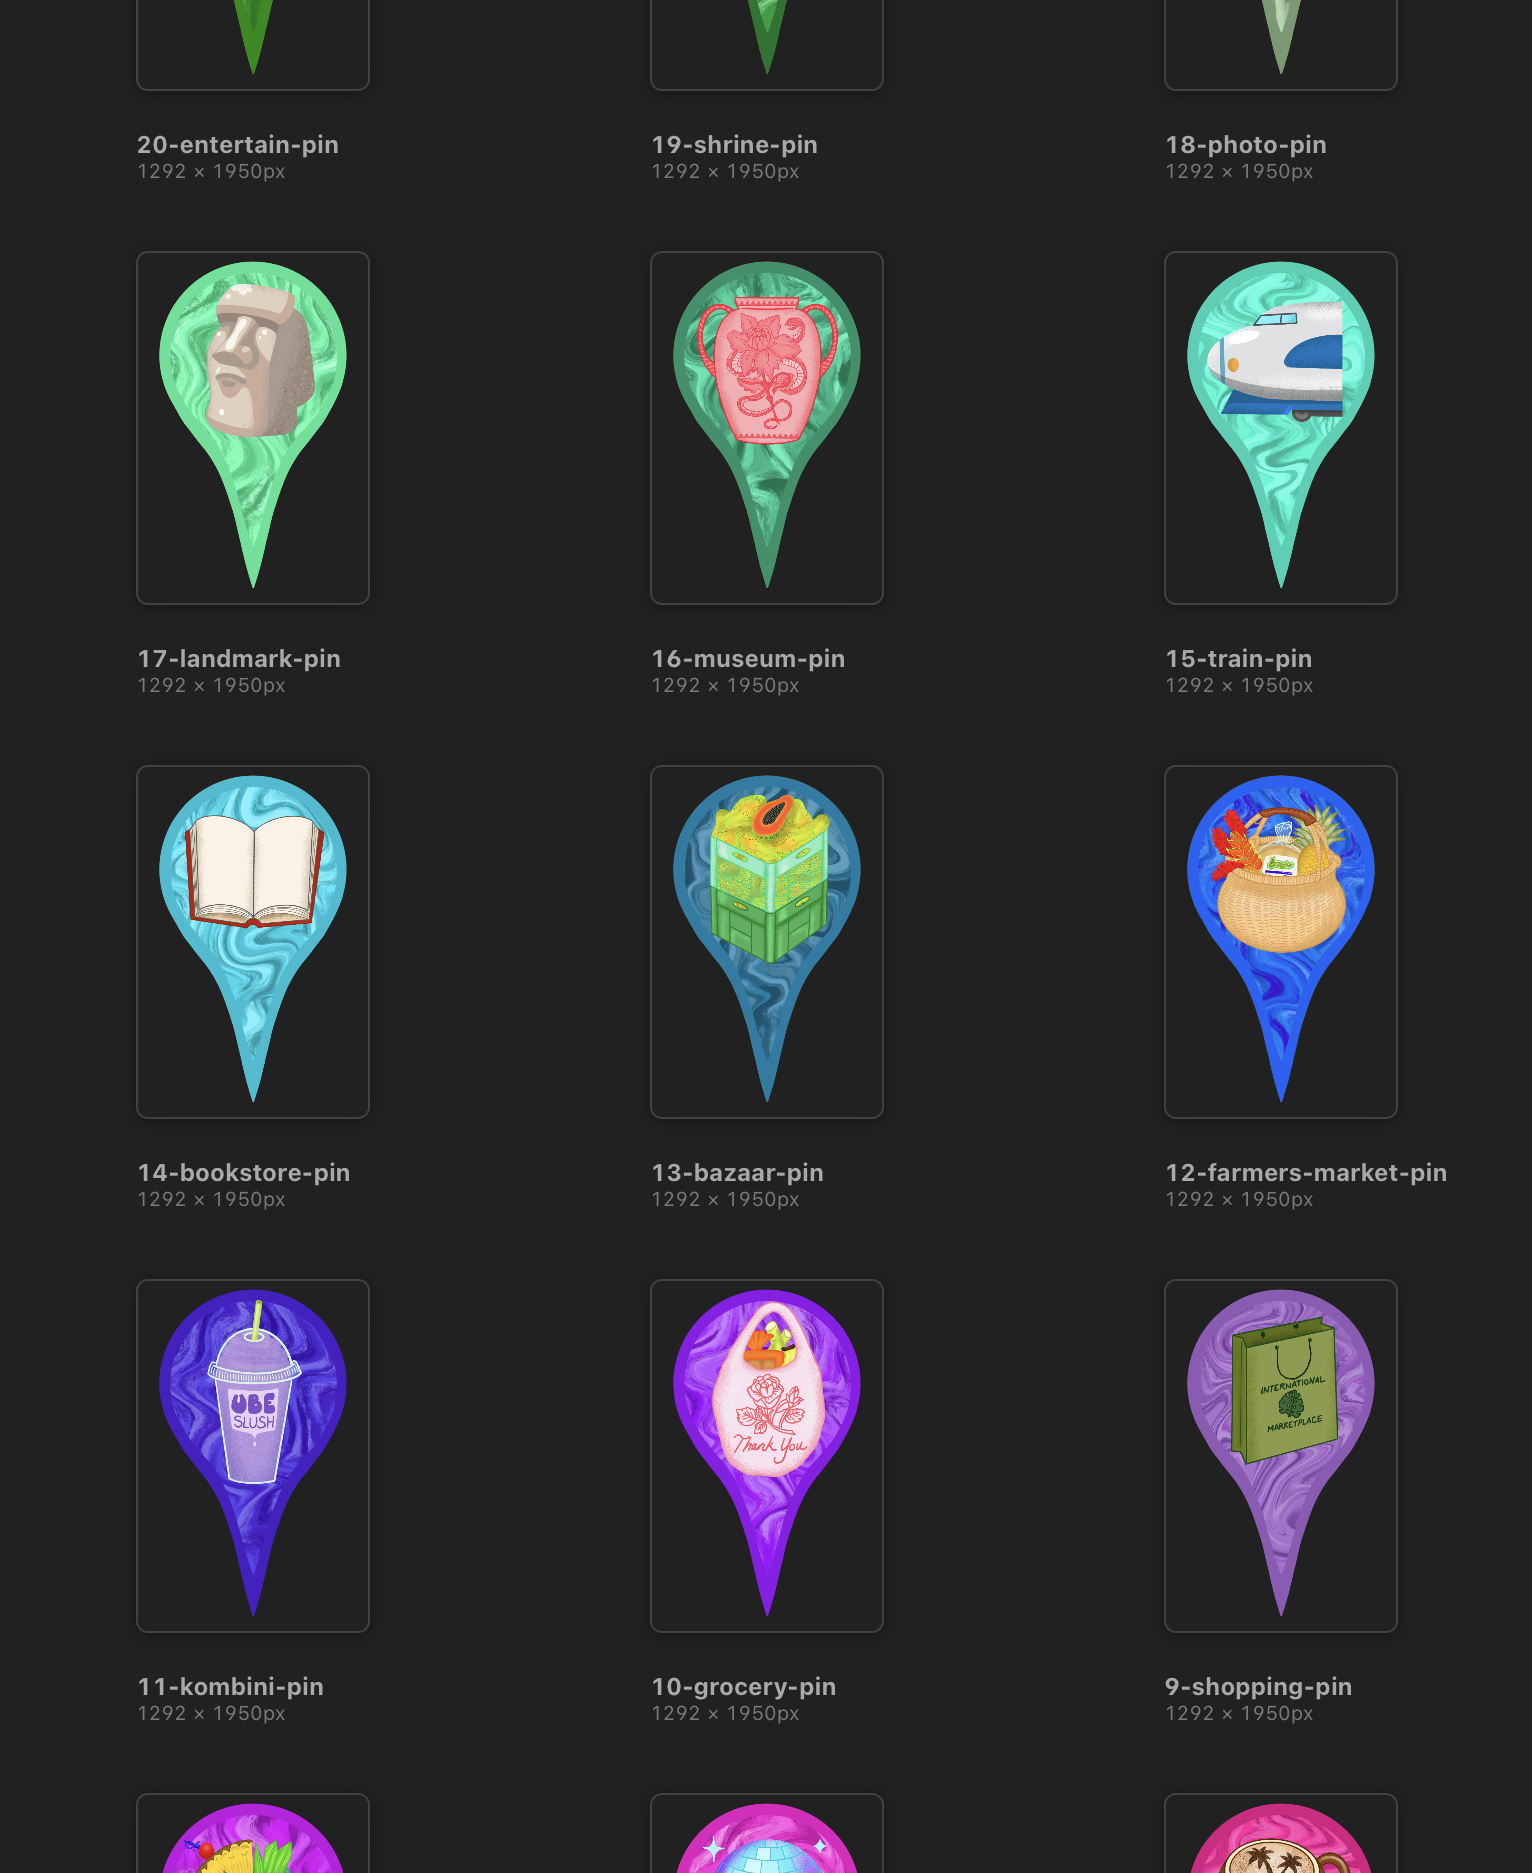 20-entertain-pin
1292 × 1950px
19-shrine-pin
1292 × 1950px
18-photo-pin
1292 × 1950px
17-landmark-pin
1292 × 1950px
16-museum-pin
1292 × 1950px
15-train-pin
1292 × 1950px
14-bookstore-pin
1292 × 1950px
13-bazaar-pin
1292 × 1950px
12-farmers-market-pin
1292 × 1950px
UBE
SLUSH
Thank You
INTERNATIONAL
MARKETPLACE
11-kombini-pin
1292 × 1950px
10-grocery-pin
1292 × 1950px
9-shopping-pin
1292 × 1950px